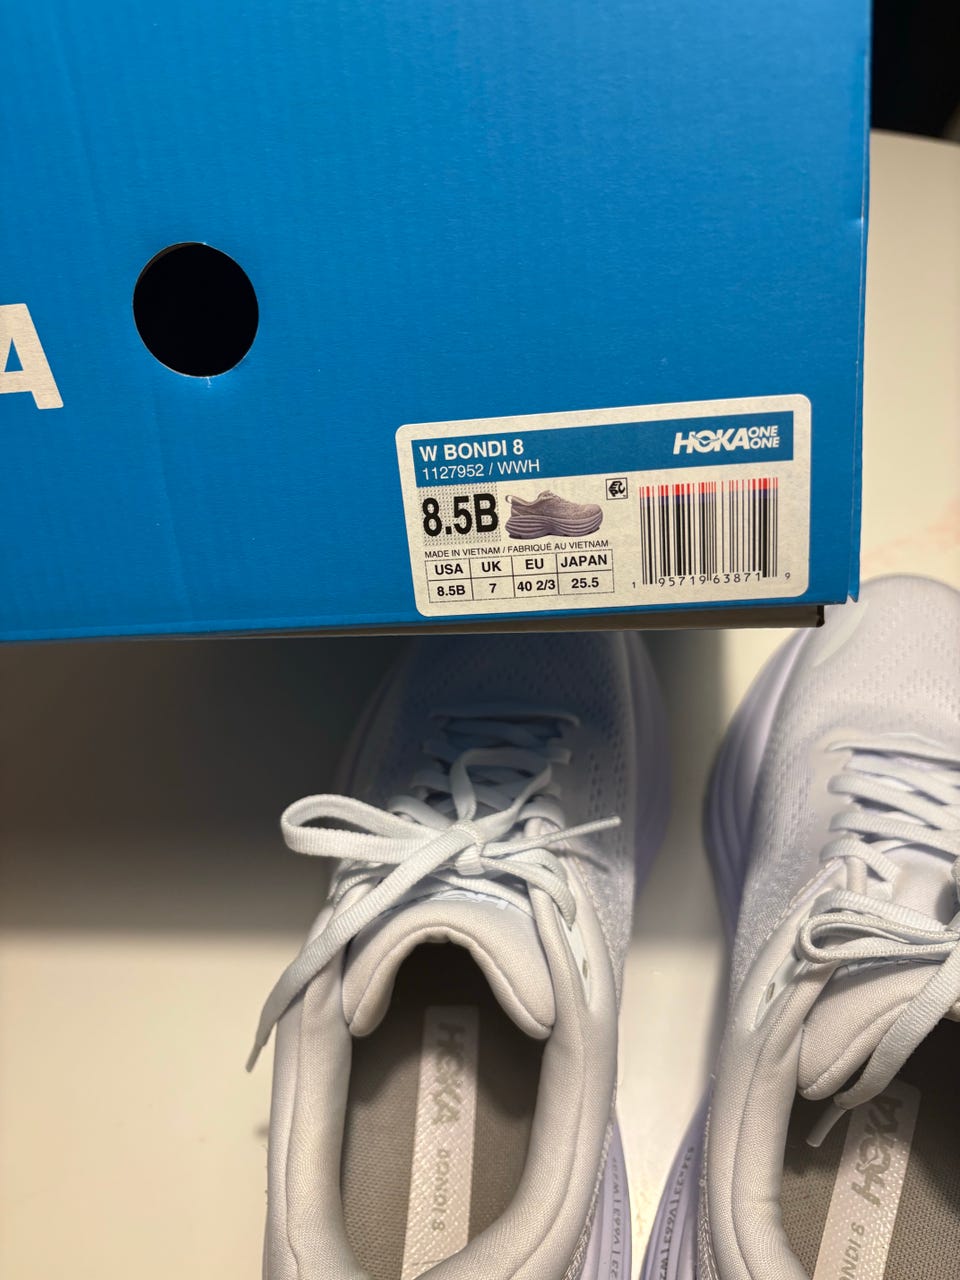 A
W BONDI 8
1127952 / WWH
HOKA ONE ONE
8.5B
MADE IN VIETNAM / FABRIQUÉ AU VIETNAM
USA UK EU JAPAN
8.5B 7 40 2/3 25.5
1 95719 63871 9
HOKA
BONDI 8
HOKA
NDI 8